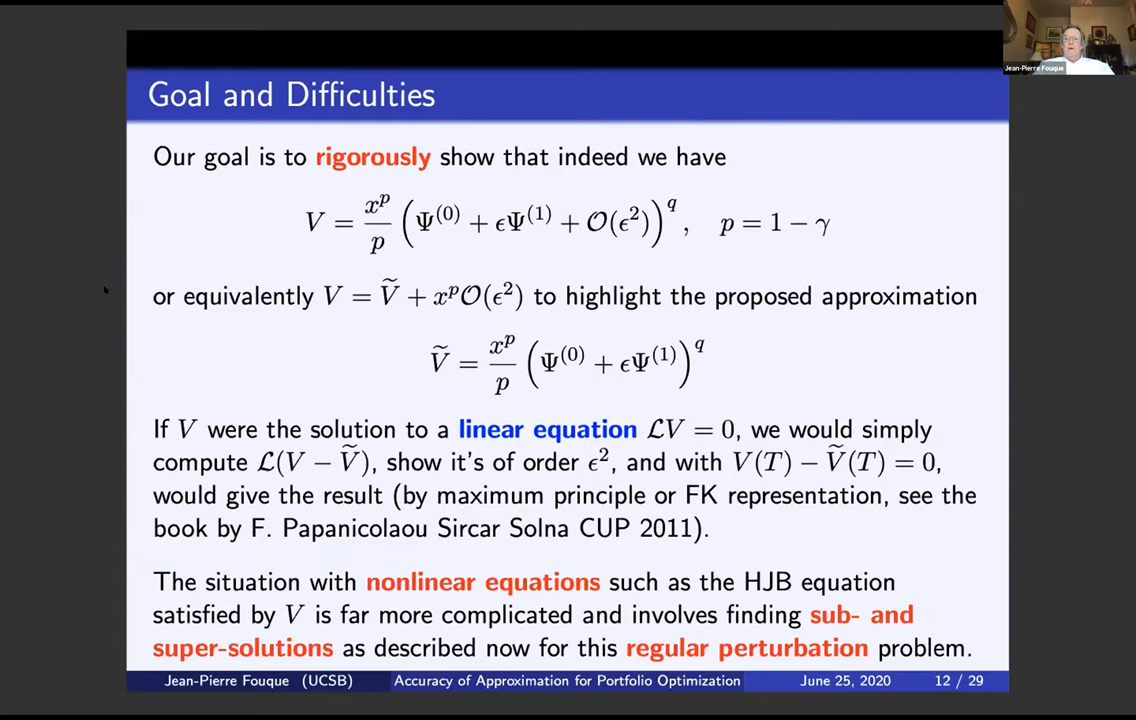 Jean-Pierre Fouque
Goal and Difficulties
Our goal is to rigorously show that indeed we have
V = x^p/p (Ψ^(0) + ϵΨ^(1) + 𝒪(ϵ²))^q, p = 1 − γ
or equivalently V = Ṽ + x^p𝒪(ϵ²) to highlight the proposed approximation
Ṽ = x^p/p (Ψ^(0) + ϵΨ^(1))^q
If V were the solution to a linear equation ℒV = 0, we would simply
compute ℒ(V − Ṽ), show it's of order ϵ², and with V(T) − Ṽ(T) = 0,
would give the result (by maximum principle or FK representation, see the
book by F. Papanicolaou Sircar Solna CUP 2011).
The situation with nonlinear equations such as the HJB equation
satisfied by V is far more complicated and involves finding sub- and
super-solutions as described now for this regular perturbation problem.
Jean-Pierre Fouque (UCSB) Accuracy of Approximation for Portfolio Optimization June 25, 2020 12 / 29